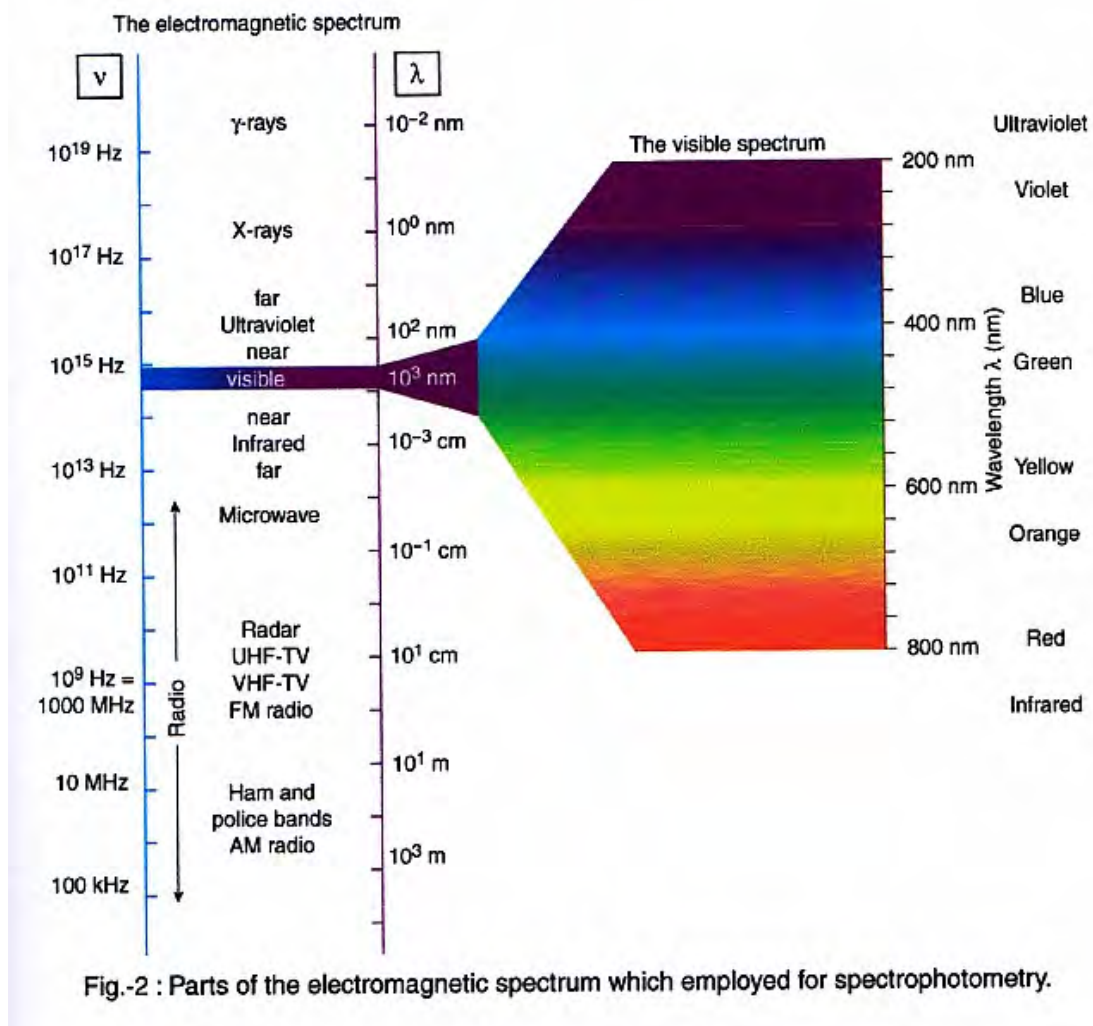 The electromagnetic spectrum
ν
λ
γ-rays
10⁻² nm
10¹⁹ Hz
X-rays
10⁰ nm
10¹⁷ Hz
far
Ultraviolet
near
10² nm
10¹⁵ Hz
visible
10³ nm
near
Infrared
far
10⁻³ cm
10¹³ Hz
Microwave
10⁻¹ cm
10¹¹ Hz
Radar
UHF-TV
VHF-TV
FM radio
10¹ cm
10⁹ Hz =
1000 MHz
Radio
10¹ m
10 MHz
Ham and
police bands
AM radio
10³ m
100 kHz
The visible spectrum
200 nm
400 nm
600 nm
800 nm
Wavelength λ (nm)
Ultraviolet
Violet
Blue
Green
Yellow
Orange
Red
Infrared
Fig.-2 : Parts of the electromagnetic spectrum which employed for spectrophotometry.